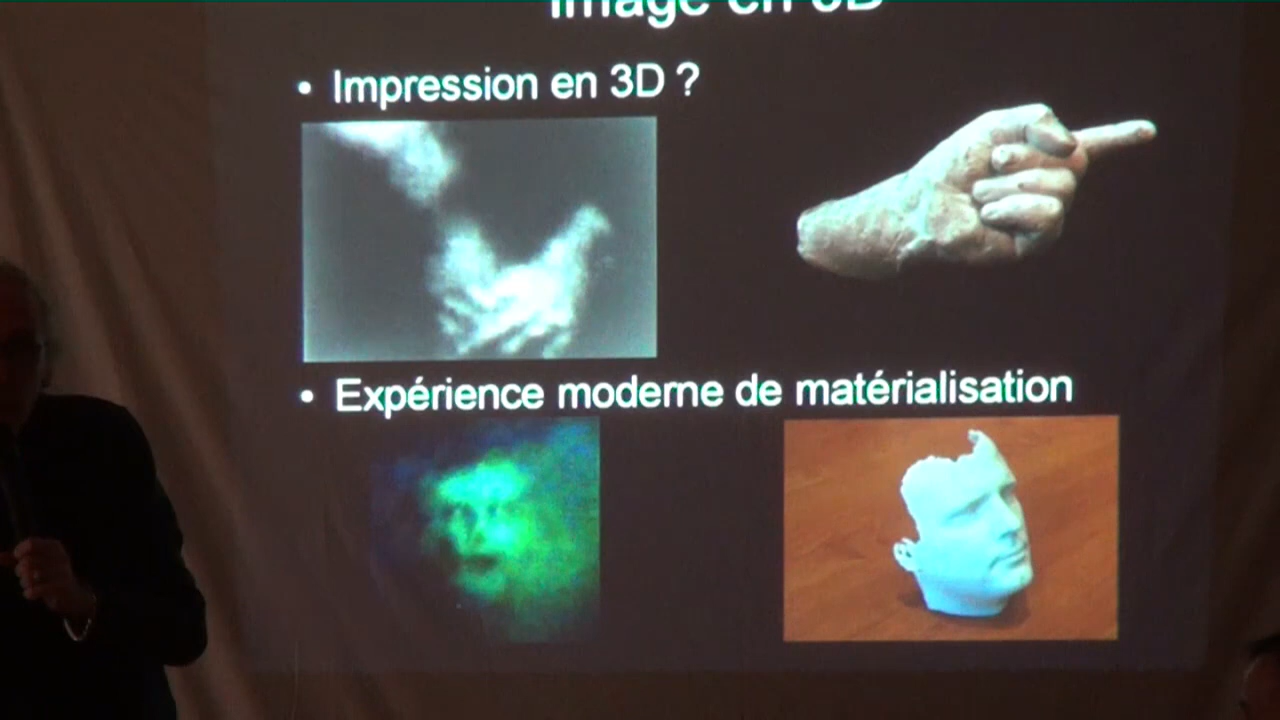 Image en 3D
• Impression en 3D ?
• Expérience moderne de matérialisation